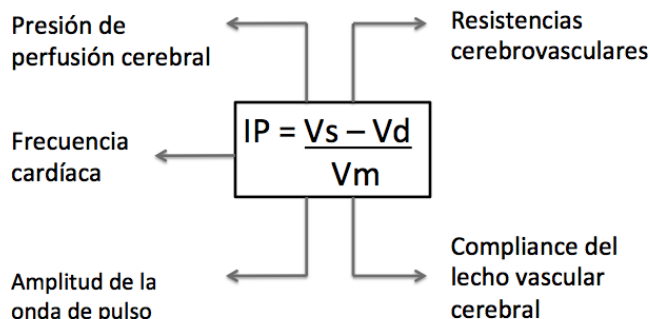 Presión de
perfusión cerebral
Resistencias
cerebrovasculares
IP = Vs – Vd
Vm
Frecuencia
cardíaca
Amplitud de la
onda de pulso
Compliance del
lecho vascular
cerebral